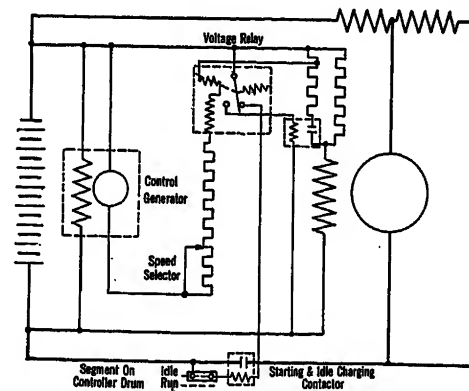 Voltage Relay
Control
Generator
Speed
Selector
Segment On
Controller Drum
Idle
Run
Starting & Idle Charging
Contactor